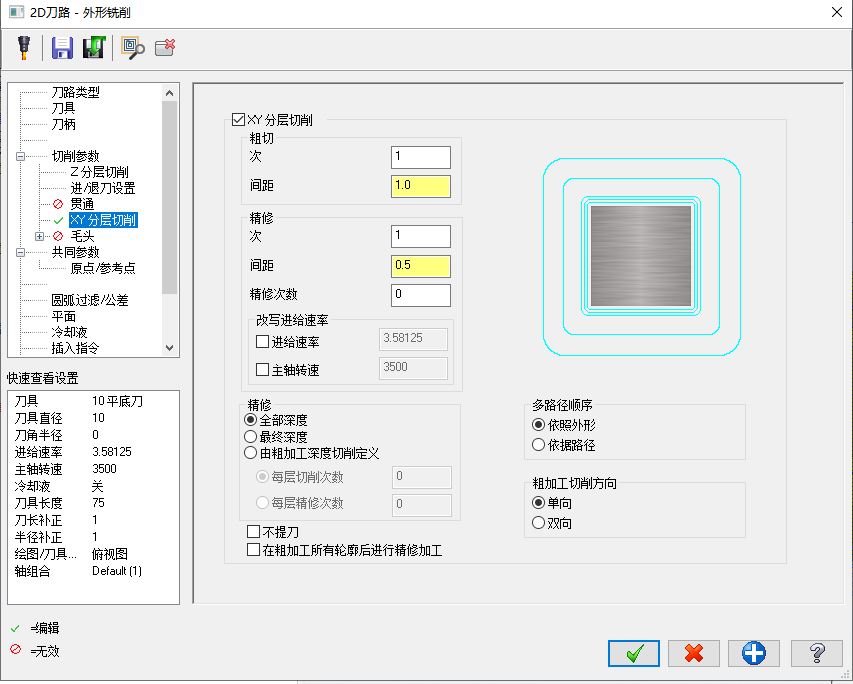 2D刀路 - 外形铣削
刀路类型
刀具
刀柄
切削参数
Z 分层切削
进/退刀设置
贯通
XY 分层切削
毛头
共同参数
原点/参考点
圆弧过滤/公差
平面
冷却液
插入指令
快速查看设置
刀具 10 平底刀
刀具直径 10
刀角半径 0
进给速率 3.58125
主轴转速 3500
冷却液 关
刀具长度 75
刀长补正 1
半径补正 1
绘图/刀具... 俯视图
轴组合 Default (1)
=编辑
=无效
XY 分层切削
粗切
次 1
间距 1.0
精修
次 1
间距 0.5
精修次数 0
改写进给速率
进给速率 3.58125
主轴转速 3500
精修
全部深度
最终深度
由粗加工深度切削定义
每层切削次数 0
每层精修次数 0
不提刀
在粗加工所有轮廓后进行精修加工
多路径顺序
依照外形
依据路径
粗加工切削方向
单向
双向